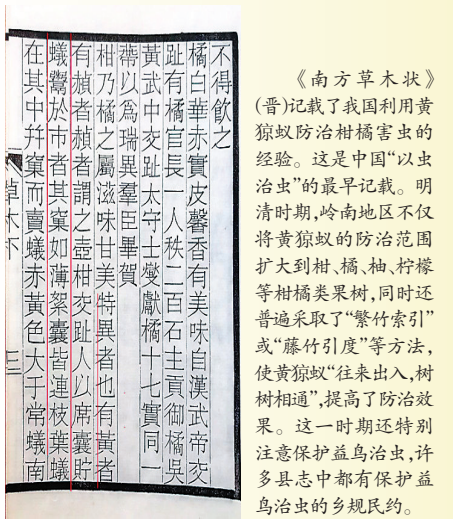 不得飲之
橘白華赤實皮馨香有美味自漢武帝交
趾有橘官長一人秩二百石主貢御橘吳
黃武中交趾太守士燮獻橘十七實同一
蔕以爲瑞異羣臣畢賀
柑乃橘之屬滋味甘美特異者也有黃者
有赬者赬者謂之壺柑交趾人以席囊貯
蟻鬻於市者其窠如薄絮囊皆連枝葉蟻
在其中幷窠而賣蟻赤黃色大于常蟻南
草木下
《南方草木状》
(晋)记载了我国利用黄
猄蚁防治柑橘害虫的
经验。这是中国“以虫
治虫”的最早记载。明
清时期,岭南地区不仅
将黄猄蚁的防治范围
扩大到柑、橘、柚、柠檬
等柑橘类果树,同时还
普遍采取了“繁竹索引”
或“藤竹引度”等方法,
使黄猄蚁“往来出入,树
树相通”,提高了防治效
果。这一时期还特别
注意保护益鸟治虫,许
多县志中都有保护益
鸟治虫的乡规民约。